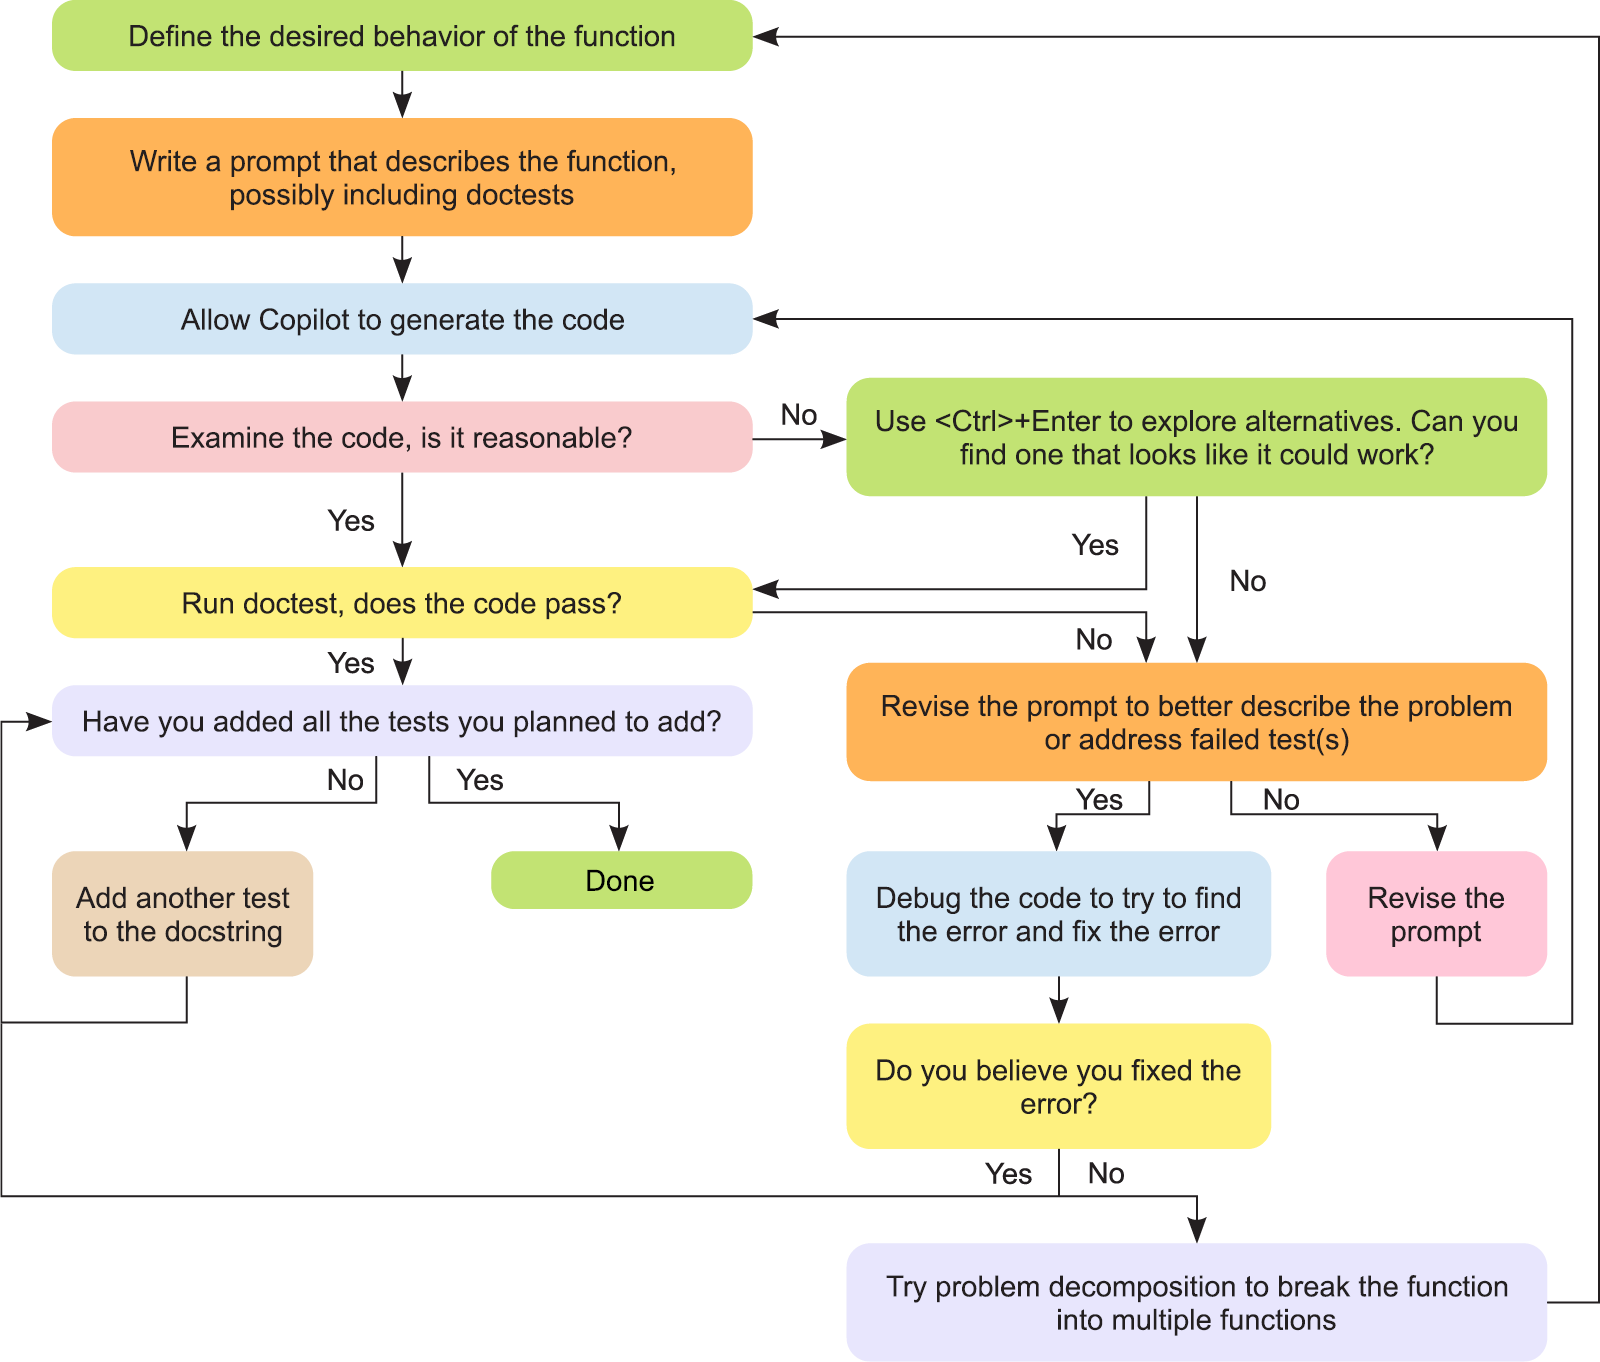 Define the desired behavior of the function
Write a prompt that describes the function,
possibly including doctests
Allow Copilot to generate the code
Examine the code, is it reasonable?
No
Use <Ctrl>+Enter to explore alternatives. Can you
find one that looks like it could work?
Yes
Yes
No
Run doctest, does the code pass?
No
Yes
Have you added all the tests you planned to add?
Revise the prompt to better describe the problem
or address failed test(s)
No
Yes
Yes
No
Add another test
to the docstring
Done
Debug the code to try to find
the error and fix the error
Revise the
prompt
Do you believe you fixed the
error?
Yes
No
Try problem decomposition to break the function
into multiple functions